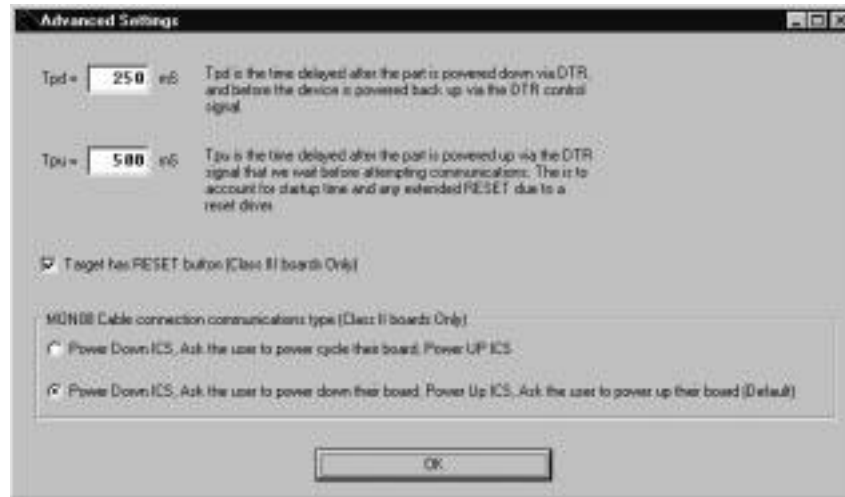 Advanced Settings
Tpd = 250 mS
Tpd is the time delayed after the part is powered down via DTR,
and before the device is powered back up via the DTR control
signal.
Tpu = 500 mS
Tpu is the time delayed after the part is powered up via the DTR
signal that we wait before attempting communications. The is to
account for startup time and any extended RESET due to a
reset driver.
Target has RESET button (Class III boards Only)
MON08 Cable connection communications type (Class II boards Only)
Power Down ICS, Ask the user to power cycle their board, Power UP ICS
Power Down ICS, Ask the user to power down their board, Power Up ICS, Ask the user to power up their board (Default)
OK